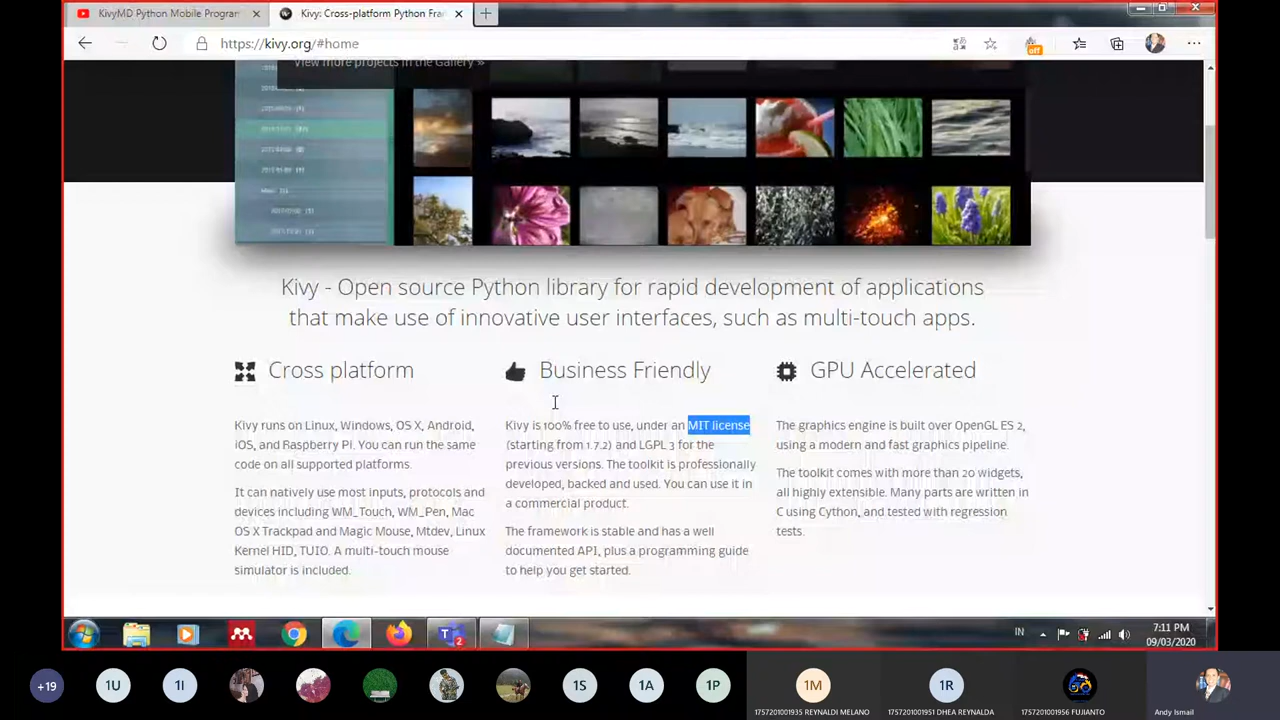 KivyMD Python Mobile Program
Kivy: Cross-platform Python Fra
https://kivy.org/#home
off
View more projects in the Gallery »
Kivy - Open source Python library for rapid development of applications
that make use of innovative user interfaces, such as multi-touch apps.
Cross platform
Kivy runs on Linux, Windows, OS X, Android,
iOS, and Raspberry Pi. You can run the same
code on all supported platforms.
It can natively use most inputs, protocols and
devices including WM_Touch, WM_Pen, Mac
OS X Trackpad and Magic Mouse, Mtdev, Linux
Kernel HID, TUIO. A multi-touch mouse
simulator is included.
Business Friendly
Kivy is 100% free to use, under an MIT license
(starting from 1.7.2) and LGPL 3 for the
previous versions. The toolkit is professionally
developed, backed and used. You can use it in
a commercial product.
The framework is stable and has a well
documented API, plus a programming guide
to help you get started.
GPU Accelerated
The graphics engine is built over OpenGL ES 2,
using a modern and fast graphics pipeline.
The toolkit comes with more than 20 widgets,
all highly extensible. Many parts are written in
C using Cython, and tested with regression
tests.
2
IN
7:11 PM
09/03/2020
+19
1U
1I
1S
1A
1P
1M
1R
1757201001935 REYNALDI MELANO
1757201001951 DHEA REYNALDA
1757201001956 FUJIANTO
Andy Ismail